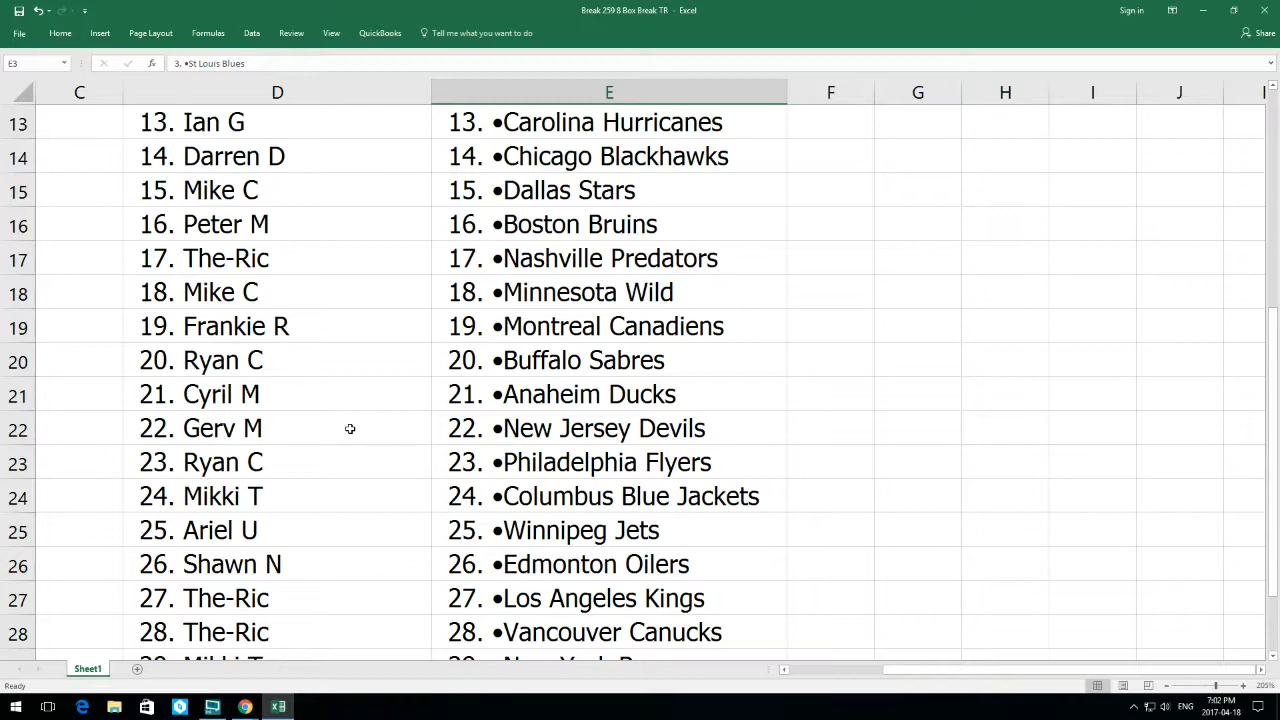 Break 259 8 Box Break TR - Excel
Sign in
File Home Insert Page Layout Formulas Data Review View QuickBooks Tell me what you want to do Share
E3 3. •St Louis Blues
C D E F G H I J
13 13. Ian G 13. •Carolina Hurricanes
14 14. Darren D 14. •Chicago Blackhawks
15 15. Mike C 15. •Dallas Stars
16 16. Peter M 16. •Boston Bruins
17 17. The-Ric 17. •Nashville Predators
18 18. Mike C 18. •Minnesota Wild
19 19. Frankie R 19. •Montreal Canadiens
20 20. Ryan C 20. •Buffalo Sabres
21 21. Cyril M 21. •Anaheim Ducks
22 22. Gerv M 22. •New Jersey Devils
23 23. Ryan C 23. •Philadelphia Flyers
24 24. Mikki T 24. •Columbus Blue Jackets
25 25. Ariel U 25. •Winnipeg Jets
26 26. Shawn N 26. •Edmonton Oilers
27 27. The-Ric 27. •Los Angeles Kings
28 28. The-Ric 28. •Vancouver Canucks
Sheet1
Ready 205%
ENG 7:02 PM
2017-04-18